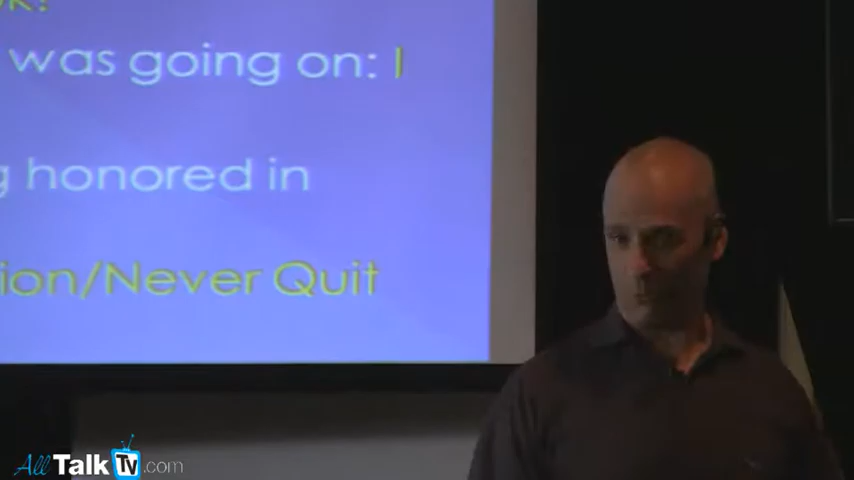 was going on: I
honored in
ion/Never Quit
AllTalkTv.com